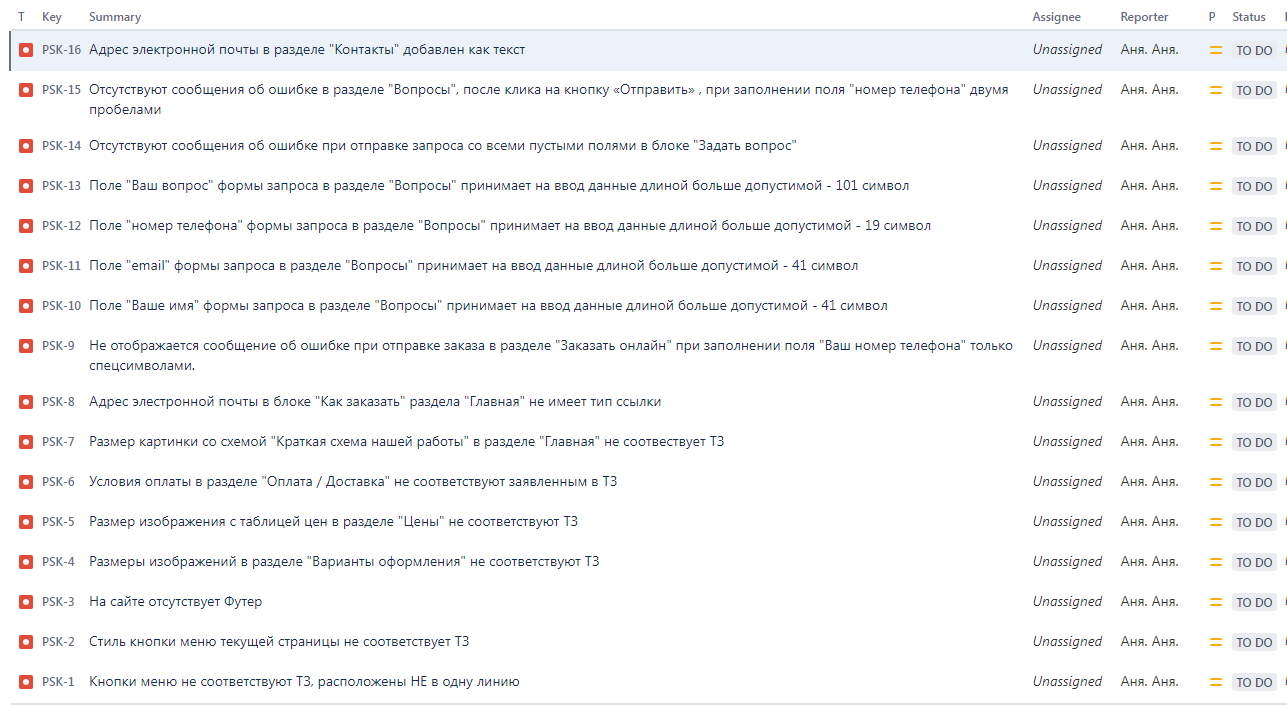 T Key Summary Assignee Reporter P Status
PSK-16 Адрес электронной почты в разделе "Контакты" добавлен как текст Unassigned Аня. Аня. TO DO
PSK-15 Отсутствуют сообщения об ошибке в разделе "Вопросы", после клика на кнопку «Отправить» , при заполнении поля "номер телефона" двумя Unassigned Аня. Аня. TO DO
пробелами
PSK-14 Отсутствуют сообщения об ошибке при отправке запроса со всеми пустыми полями в блоке "Задать вопрос" Unassigned Аня. Аня. TO DO
PSK-13 Поле "Ваш вопрос" формы запроса в разделе "Вопросы" принимает на ввод данные длиной больше допустимой - 101 символ Unassigned Аня. Аня. TO DO
PSK-12 Поле "номер телефона" формы запроса в разделе "Вопросы" принимает на ввод данные длиной больше допустимой - 19 символ Unassigned Аня. Аня. TO DO
PSK-11 Поле "email" формы запроса в разделе "Вопросы" принимает на ввод данные длиной больше допустимой - 41 символ Unassigned Аня. Аня. TO DO
PSK-10 Поле "Ваше имя" формы запроса в разделе "Вопросы" принимает на ввод данные длиной больше допустимой - 41 символ Unassigned Аня. Аня. TO DO
PSK-9 Не отображается сообщение об ошибке при отправке заказа в разделе "Заказать онлайн" при заполнении поля "Ваш номер телефона" только Unassigned Аня. Аня. TO DO
спецсимволами.
PSK-8 Адрес элестронной почты в блоке "Как заказать" раздела "Главная" не имеет тип ссылки Unassigned Аня. Аня. TO DO
PSK-7 Размер картинки со схемой "Краткая схема нашей работы" в разделе "Главная" не соотвествует ТЗ Unassigned Аня. Аня. TO DO
PSK-6 Условия оплаты в разделе "Оплата / Доставка" не соответствуют заявленным в ТЗ Unassigned Аня. Аня. TO DO
PSK-5 Размер изображения с таблицей цен в разделе "Цены" не соответствуют ТЗ Unassigned Аня. Аня. TO DO
PSK-4 Размеры изображений в разделе "Варианты оформления" не соответствуют ТЗ Unassigned Аня. Аня. TO DO
PSK-3 На сайте отсутствует Футер Unassigned Аня. Аня. TO DO
PSK-2 Стиль кнопки меню текущей страницы не соответствует ТЗ Unassigned Аня. Аня. TO DO
PSK-1 Кнопки меню не соответствуют ТЗ, расположены НЕ в одну линию Unassigned Аня. Аня. TO DO